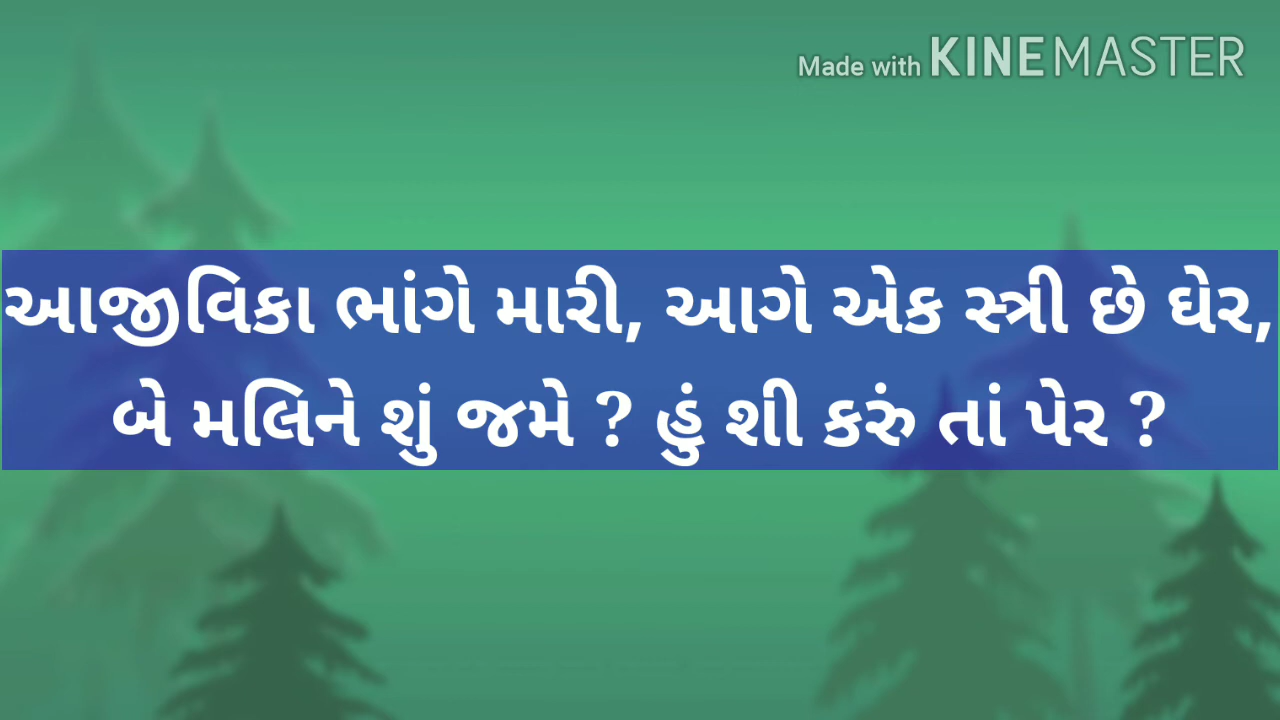 Made with KINEMASTER
આજીવિકા ભાંગે મારી, આગે એક સ્ત્રી છે ઘેર,
બે મલિને શું જમે ? હું શી કરું તાં પેર ?